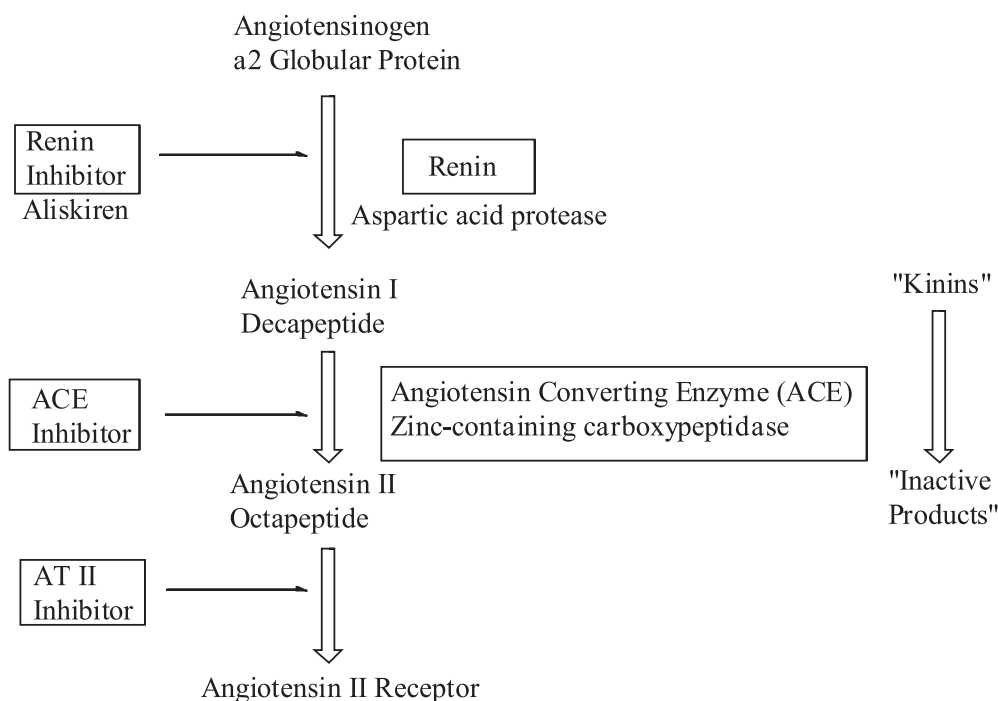 Angiotensinogen
a2 Globular Protein
Renin
Inhibitor
Aliskiren
Renin
Aspartic acid protease
Angiotensin I
Decapeptide
"Kinins"
ACE
Inhibitor
Angiotensin Converting Enzyme (ACE)
Zinc-containing carboxypeptidase
Angiotensin II
Octapeptide
"Inactive
Products"
AT II
Inhibitor
Angiotensin II Receptor